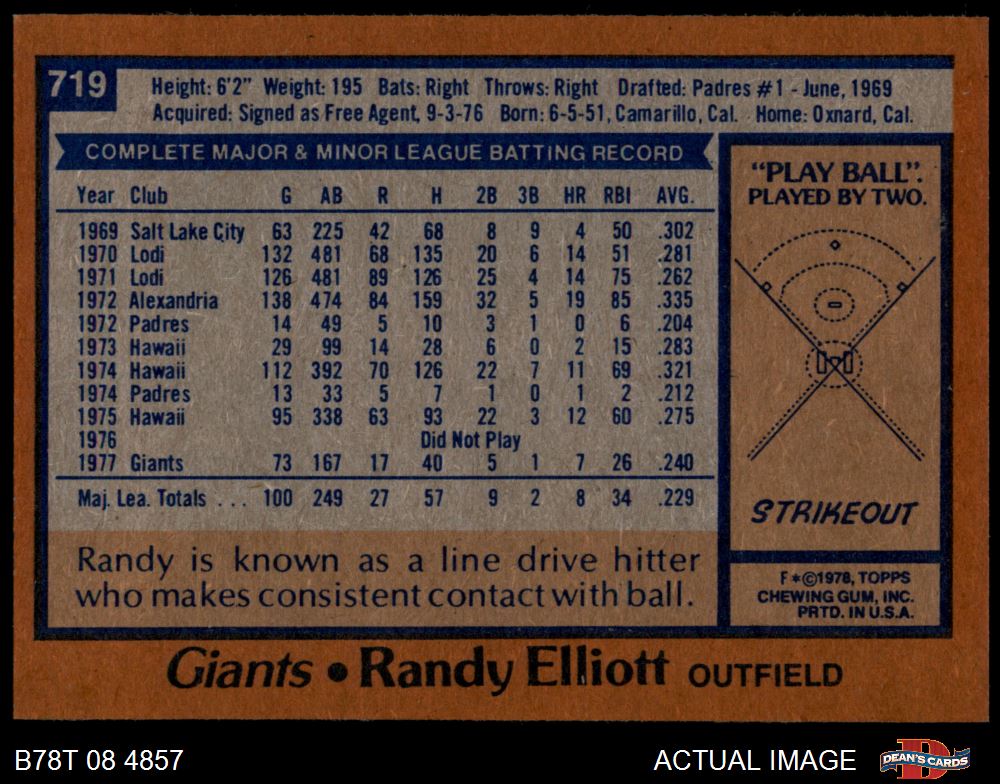 719
Height: 6'2" Weight: 195 Bats: Right Throws: Right Drafted: Padres #1 - June, 1969
Acquired: Signed as Free Agent, 9-3-76 Born: 6-5-51, Camarillo, Cal. Home: Oxnard, Cal.
COMPLETE MAJOR & MINOR LEAGUE BATTING RECORD
Year Club G AB R H 2B 3B HR RBI AVG.
1969 Salt Lake City 63 225 42 68 8 9 4 50 .302
1970 Lodi 132 481 68 135 20 6 14 51 .281
1971 Lodi 126 481 89 126 25 4 14 75 .262
1972 Alexandria 138 474 84 159 32 5 19 85 .335
1972 Padres 14 49 5 10 3 1 0 6 .204
1973 Hawaii 29 99 14 28 6 0 2 15 .283
1974 Hawaii 112 392 70 126 22 7 11 69 .321
1974 Padres 13 33 5 7 1 0 1 2 .212
1975 Hawaii 95 338 63 93 22 3 12 60 .275
1976 Did Not Play
1977 Giants 73 167 17 40 5 1 7 26 .240
Maj. Lea. Totals . . . 100 249 27 57 9 2 8 34 .229
Randy is known as a line drive hitter
who makes consistent contact with ball.
"PLAY BALL".
PLAYED BY TWO.
STRIKEOUT
F*©1978, TOPPS
CHEWING GUM, INC.
PRTD. IN U.S.A.
Giants • Randy Elliott OUTFIELD
B78T 08 4857
ACTUAL IMAGE
DEAN'S CARDS